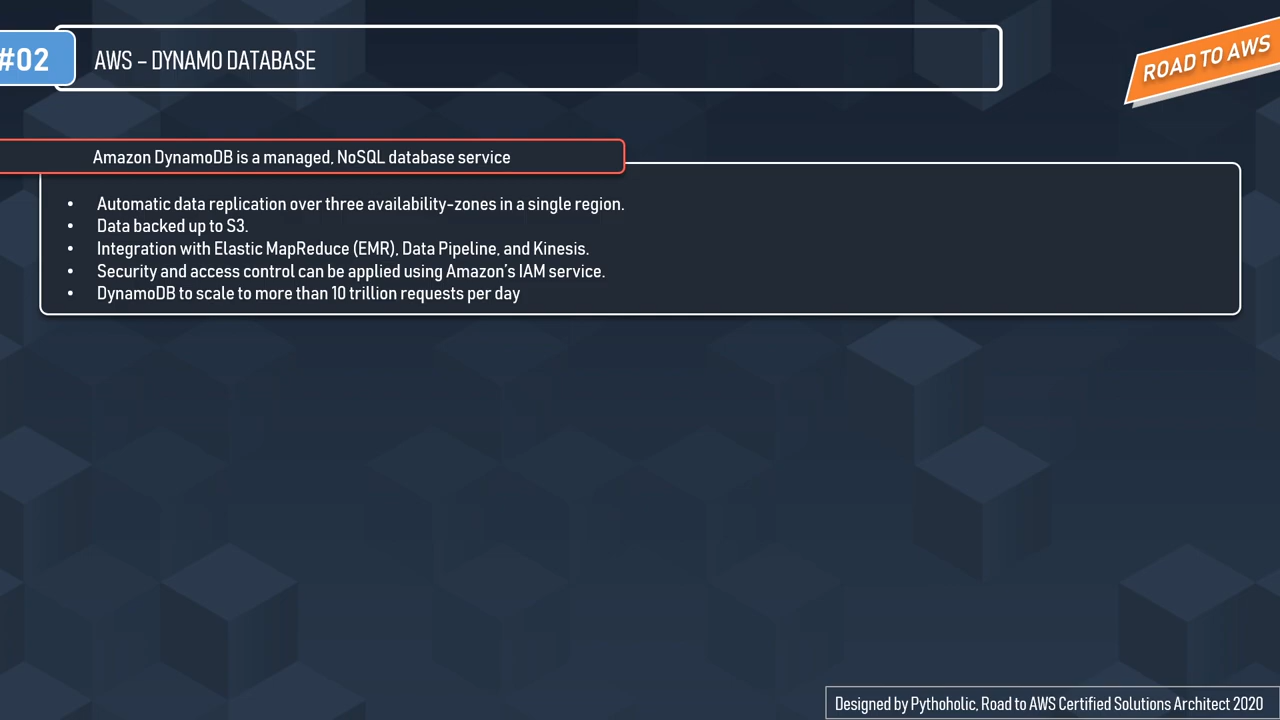 #02
AWS – DYNAMO DATABASE
ROAD TO AWS
Amazon DynamoDB is a managed, NoSQL database service
• Automatic data replication over three availability-zones in a single region.
• Data backed up to S3.
• Integration with Elastic MapReduce (EMR), Data Pipeline, and Kinesis.
• Security and access control can be applied using Amazon's IAM service.
• DynamoDB to scale to more than 10 trillion requests per day
Designed by Pythoholic, Road to AWS Certified Solutions Architect 2020